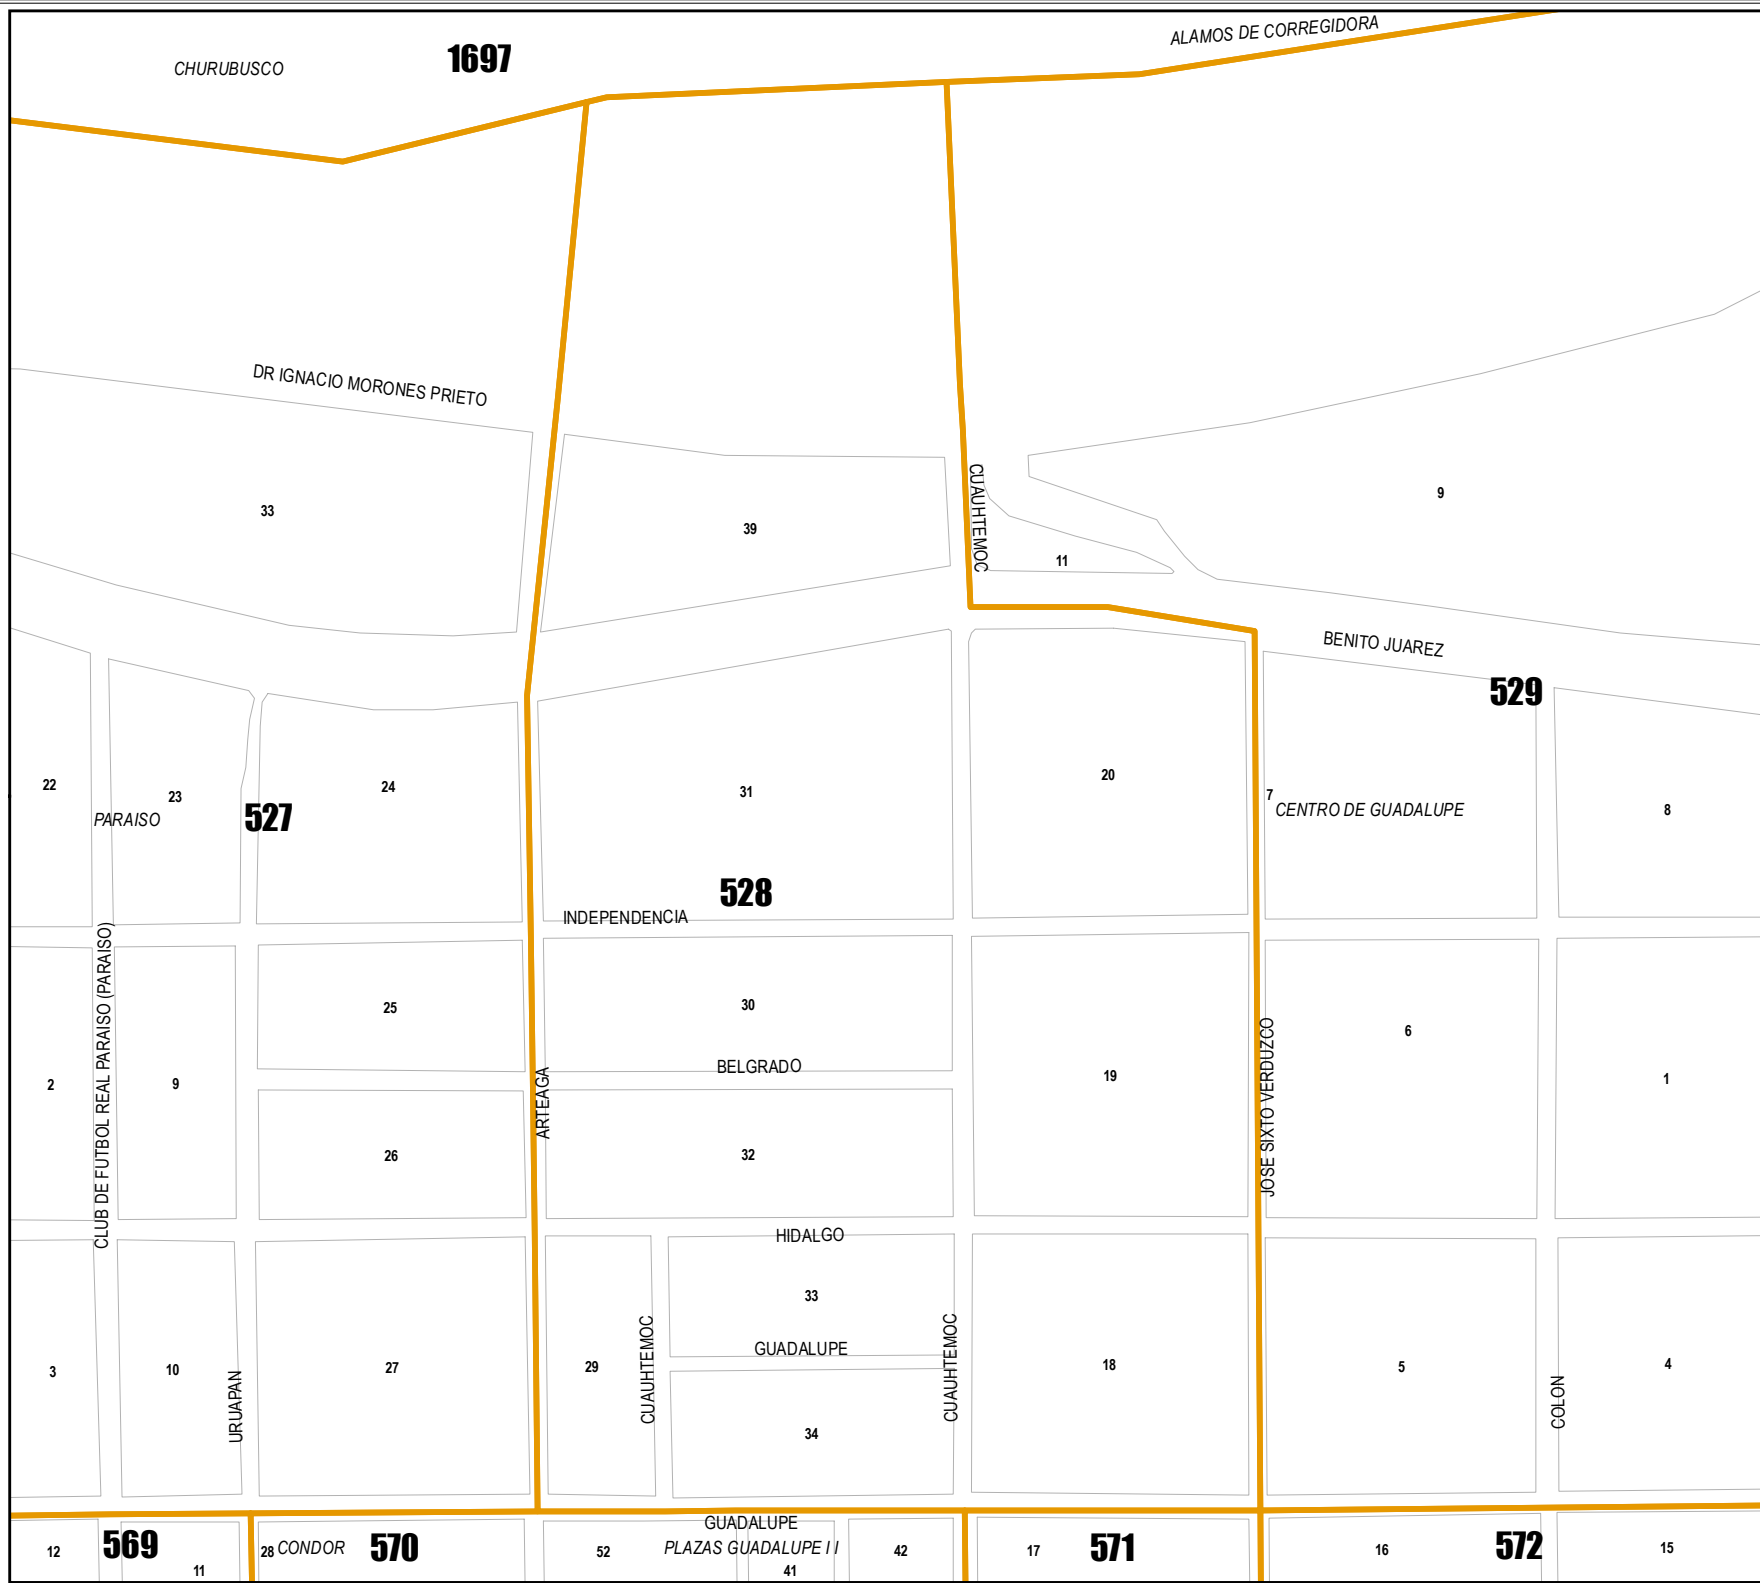 ALAMOS DE CORREGIDORA
1697
CHURUBUSCO
DR IGNACIO MORONES PRIETO
33
39
CUAUHTEMOC
11
9
BENITO JUAREZ
529
22
23
24
31
20
7
CENTRO DE GUADALUPE
8
PARAISO
527
528
INDEPENDENCIA
CLUB DE FUTBOL REAL PARAISO (PARAISO)
25
30
6
BELGRADO
2
9
ARTEAGA
19
JOSE SIXTO VERDUZCO
1
26
32
HIDALGO
33
GUADALUPE
3
10
URUAPAN
27
29
CUAUHTEMOC
CUAUHTEMOC
18
5
COLON
4
34
GUADALUPE
12
569
11
28
CONDOR
570
52
PLAZAS GUADALUPE I I
41
42
17
571
16
572
15